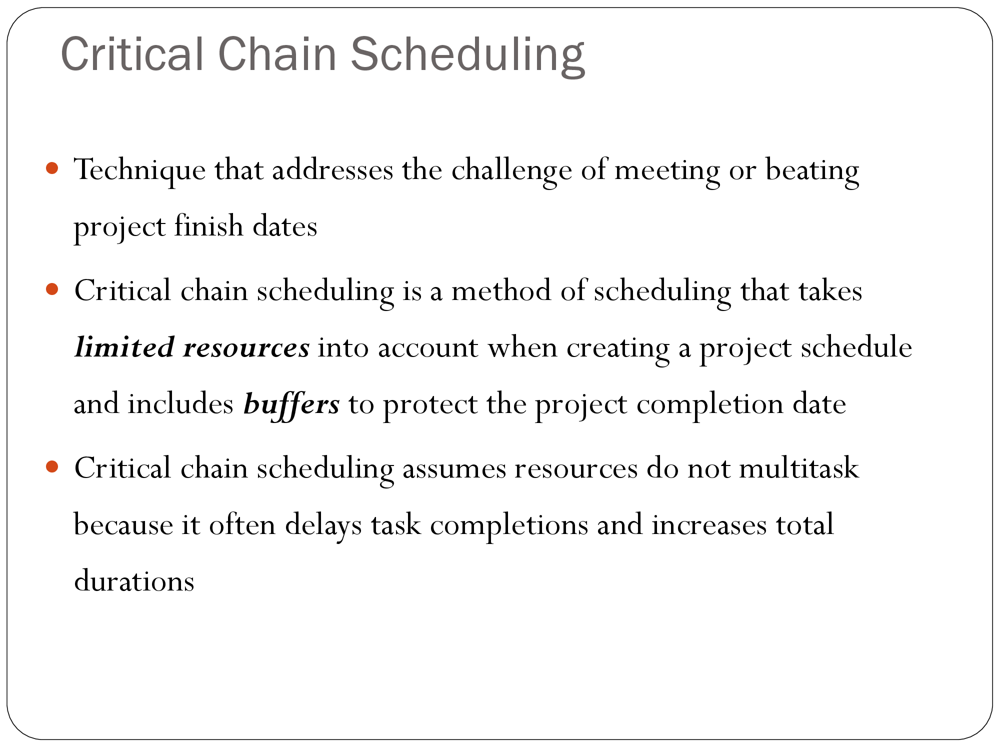 Critical Chain Scheduling
Technique that addresses the challenge of meeting or beating
project finish dates
Critical chain scheduling is a method of scheduling that takes
limited resources into account when creating a project schedule
and includes buffers to protect the project completion date
Critical chain scheduling assumes resources do not multitask
because it often delays task completions and increases total
durations